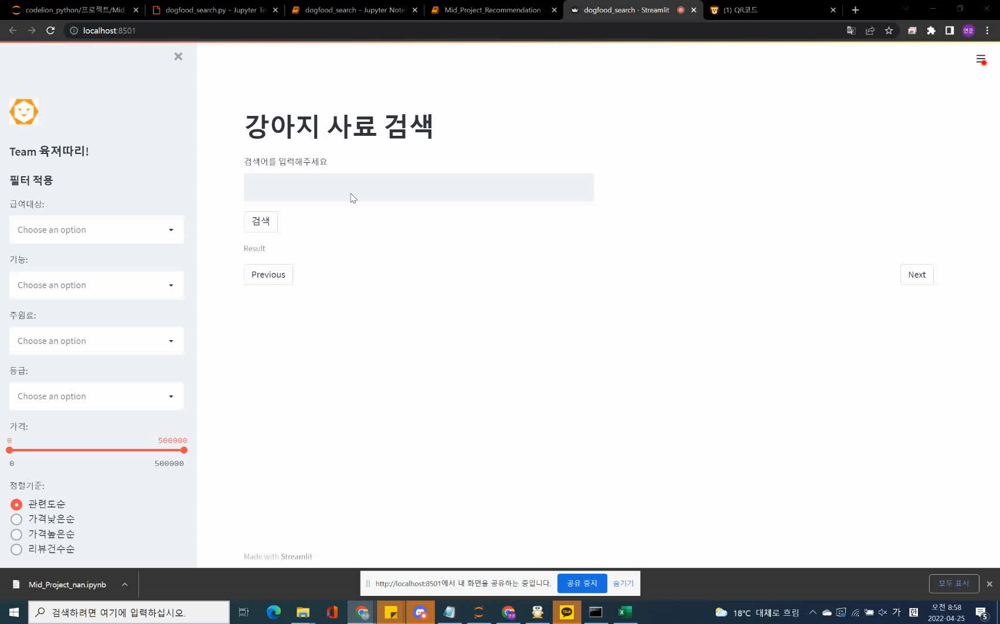 codelion_python/프로젝트/Mid
dogfood_search.py - Jupyter Te
dogfood_search - Jupyter Note
Mid_Project_Recommendation
dogfood_search · Streamlit
(1) QR코드
localhost:8501
연준
Team 육져따리!
필터 적용
급여대상:
Choose an option
기능:
Choose an option
주원료:
Choose an option
등급:
Choose an option
가격:
0 500000
0 500000
정렬기준:
관련도순
가격낮은순
가격높은순
리뷰건수순
강아지 사료 검색
검색어를 입력해주세요
검색
Result
Previous
Next
Made with Streamlit
Mid_Project_nan.ipynb
http://localhost:8501에서 내 화면을 공유하는 중입니다.
공유 중지
숨기기
모두 표시
검색하려면 여기에 입력하십시오.
연준
TALK
18°C 대체로 흐림
가
한
오전 8:58
2022-04-25
5